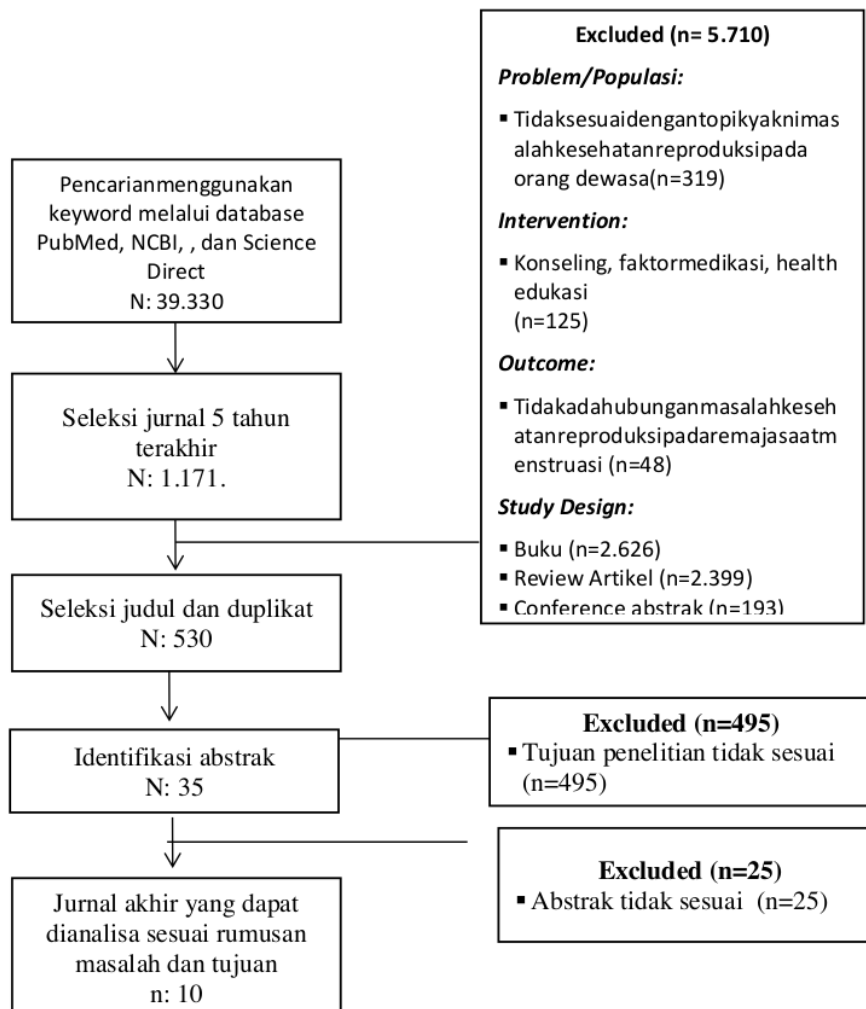 Pencarianmenggunakan
keyword melalui database
PubMed, NCBI, , dan Science
Direct
N: 39.330
Seleksi jurnal 5 tahun
terakhir
N: 1.171.
Seleksi judul dan duplikat
N: 530
Identifikasi abstrak
N: 35
Jurnal akhir yang dapat
dianalisa sesuai rumusan
masalah dan tujuan
n: 10
Excluded (n= 5.710)
Problem/Populasi:
▪ Tidaksesuaidengantopikyaknimas
alahkesehatanreproduksipada
orang dewasa(n=319)
Intervention:
▪ Konseling, faktormedikasi, health
edukasi
(n=125)
Outcome:
▪ Tidakadahubunganmasalahkeseh
atanreproduksipadaremajasaatm
enstruasi (n=48)
Study Design:
▪ Buku (n=2.626)
▪ Review Artikel (n=2.399)
▪ Conference abstrak (n=193)
Excluded (n=495)
▪ Tujuan penelitian tidak sesuai
(n=495)
Excluded (n=25)
▪ Abstrak tidak sesuai (n=25)